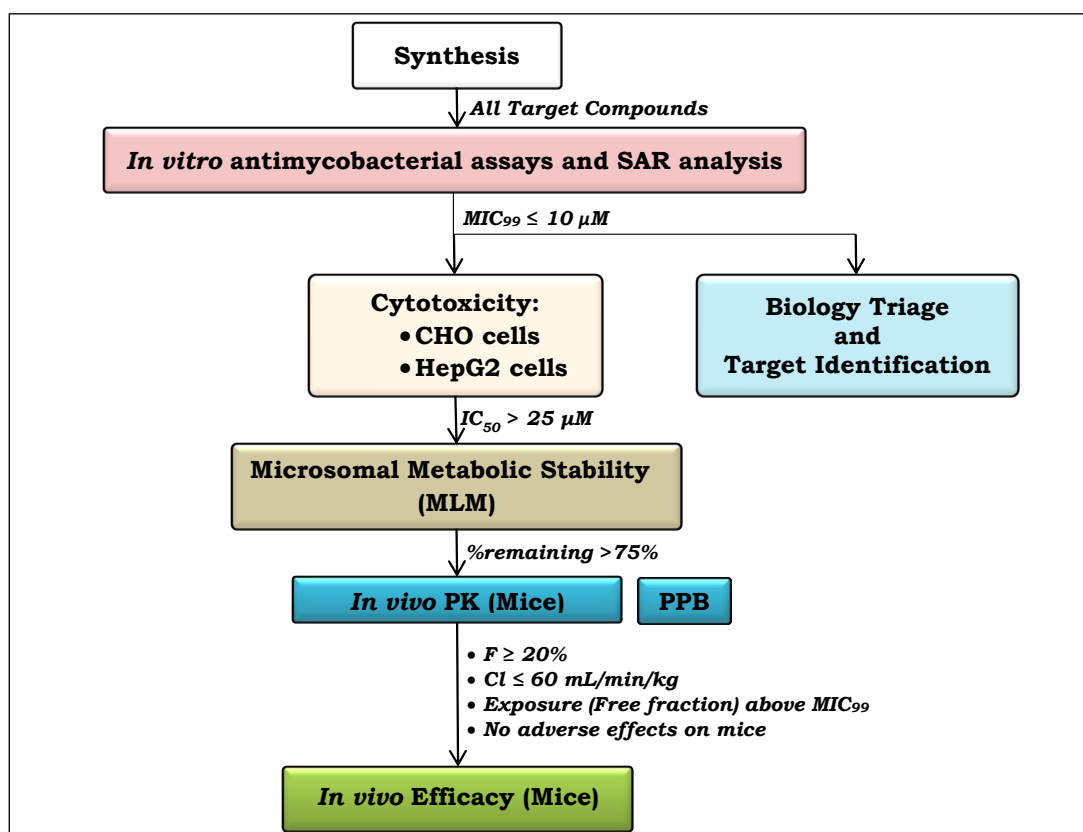 Synthesis
All Target Compounds
In vitro antimycobacterial assays and SAR analysis
MIC₉₉ ≤ 10 µM
Cytotoxicity:
• CHO cells
• HepG2 cells
Biology Triage
and
Target Identification
IC₅₀ > 25 µM
Microsomal Metabolic Stability
(MLM)
%remaining >75%
In vivo PK (Mice)
PPB
• F ≥ 20%
• Cl ≤ 60 mL/min/kg
• Exposure (Free fraction) above MIC₉₉
• No adverse effects on mice
In vivo Efficacy (Mice)